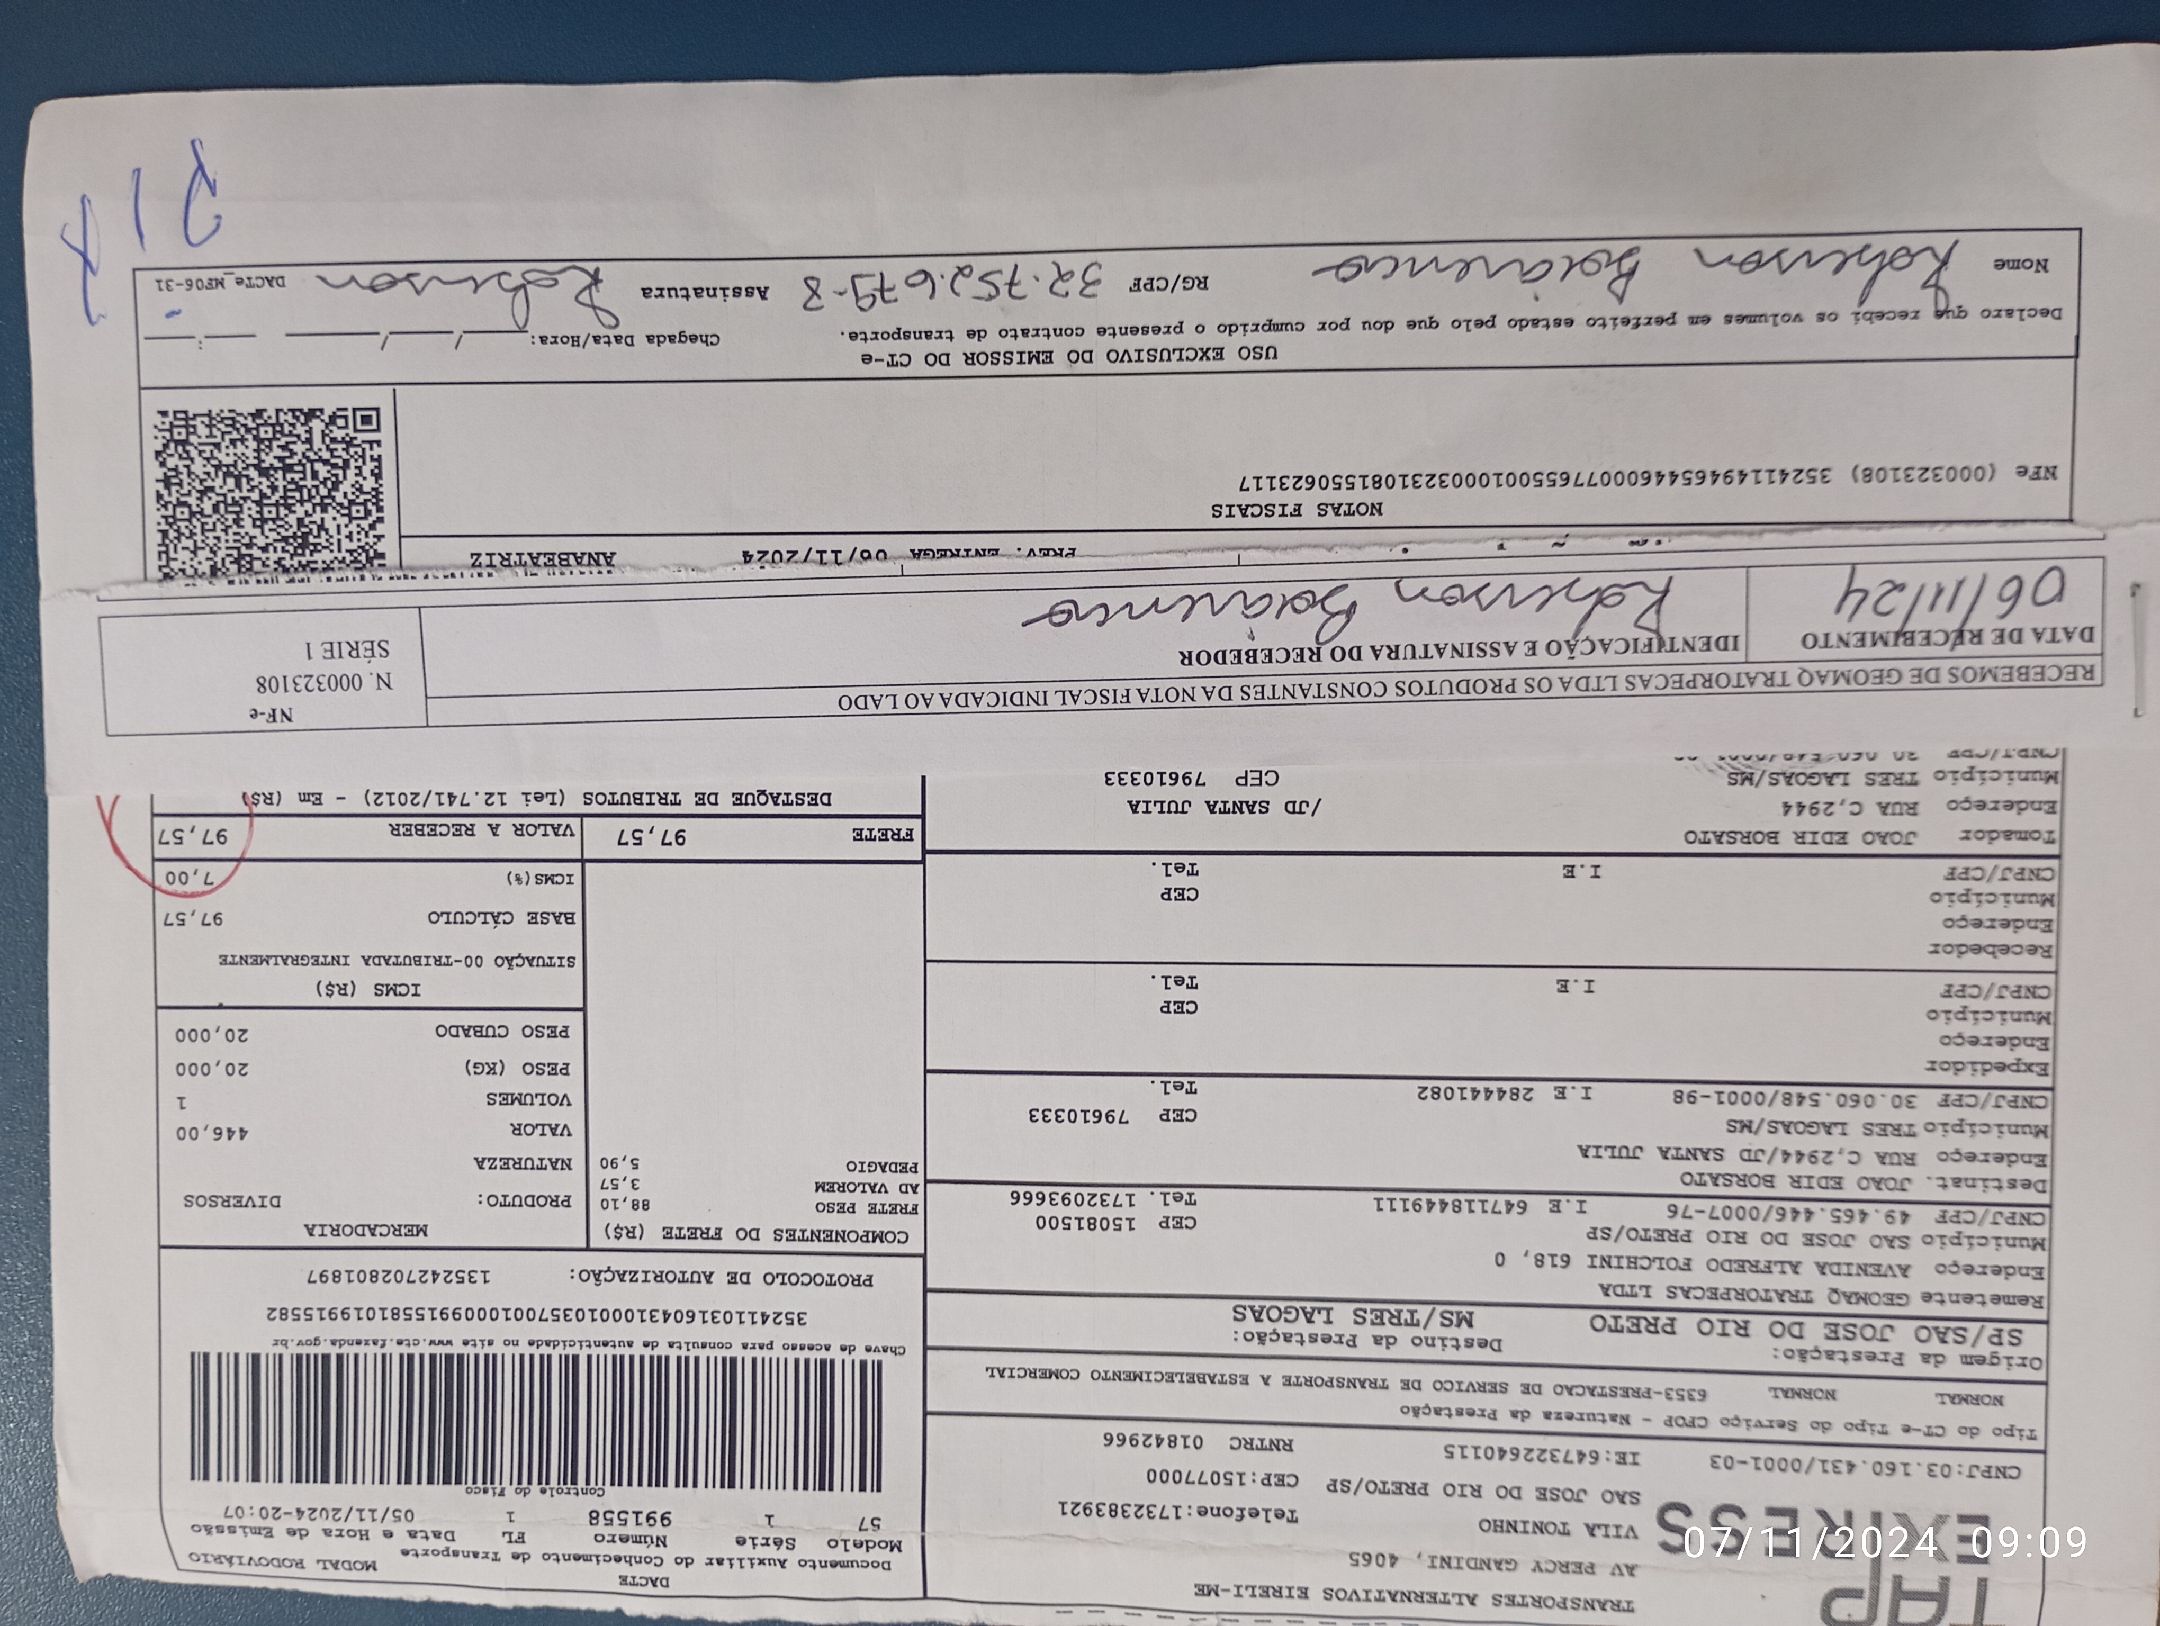 TAP
EXPRESS
TRANSPORTES ALTERNATIVOS EIRELI-ME
AV PERCY GANDINI, 4065
VILA TONINHO Telefone:1732383921
SAO JOSE DO RIO PRETO/SP CEP:15077000
CNPJ:03.160.431/0001-03 IE:647322640115 RNTRC 01842966
DACTE
Documento Auxiliar do Conhecimento de Transporte MODAL RODOVIÁRIO
Modelo Série Número FL Data e Hora de Emissão
57 1 991558 1 05/11/2024-20:07
Controle do Fisco
Chave de acesso para consulta de autenticidade no site www.cte.fazenda.gov.br
35241103160431000103570010009915581019915582
PROTOCOLO DE AUTORIZAÇÃO: 135242702801897
Tipo do CT-e Tipo do Serviço CFOP - Natureza da Prestação
NORMAL NORMAL 6353-PRESTACAO DE SERVICO DE TRANSPORTE A ESTABELECIMENTO COMERCIAL
Origem da Prestação: Destino da Prestação:
SP/SAO JOSE DO RIO PRETO MS/TRES LAGOAS
Remetente GEOMAQ TRATORPECAS LTDA
Endereço AVENIDA ALFREDO FOLCHINI 618, 0
Município SAO JOSE DO RIO PRETO/SP CEP 15081500
CNPJ/CPF 49.465.446/0007-76 I.E 647118449111 Tel. 1732093666
Destinat. JOAO EDIR BORSATO
Endereço RUA C,2944/JD SANTA JULIA
Município TRES LAGOAS/MS CEP 79610333
CNPJ/CPF 30.060.548/0001-98 I.E 284441082 Tel.
Expedidor
Endereço
Município CEP
CNPJ/CPF I.E Tel.
Recebedor
Endereço
Município CEP
CNPJ/CPF I.E Tel.
Tomador JOAO EDIR BORSATO
Endereço RUA C,2944 /JD SANTA JULIA
Município TRES LAGOAS/MS CEP 79610333
COMPONENTES DO FRETE (R$)
FRETE PESO 88,10
AD VALOREM 3,57
PEDAGIO 5,90
FRETE 97,57
MERCADORIA
PRODUTO: DIVERSOS
NATUREZA
VALOR 446,00
VOLUMES 1
PESO (KG) 20,000
PESO CUBADO 20,000
ICMS (R$)
SITUAÇÃO 00-TRIBUTADA INTEGRALMENTE
BASE CÁLCULO 97,57
ICMS(%) 7,00
VALOR A RECEBER 97,57
DESTAQUE DE TRIBUTOS (Lei 12.741/2012) - Em (R$)
RECEBEMOS DE GEOMAQ TRATORPECAS LTDA OS PRODUTOS CONSTANTES DA NOTA FISCAL INDICADA AO LADO
DATA DE RECEBIMENTO IDENTIFICAÇÃO E ASSINATURA DO RECEBEDOR
06/11/24
NF-e
N. 000323108
SÉRIE 1
PREV. ENTREGA 06/11/2024 ANABEATRIZ
NOTAS FISCAIS
NFe (000323108) 35241149465446000776550010003231081550623117
USO EXCLUSIVO DO EMISSOR DO CT-e
Declaro que recebi os volumes em perfeito estado pelo que dou por cumprido o presente contrato de transporte. Chegada Data/Hora: / / :
Nome RG/CPF 32.752.679-8 Assinatura DACTe_MF06-31
07/11/2024 09:09